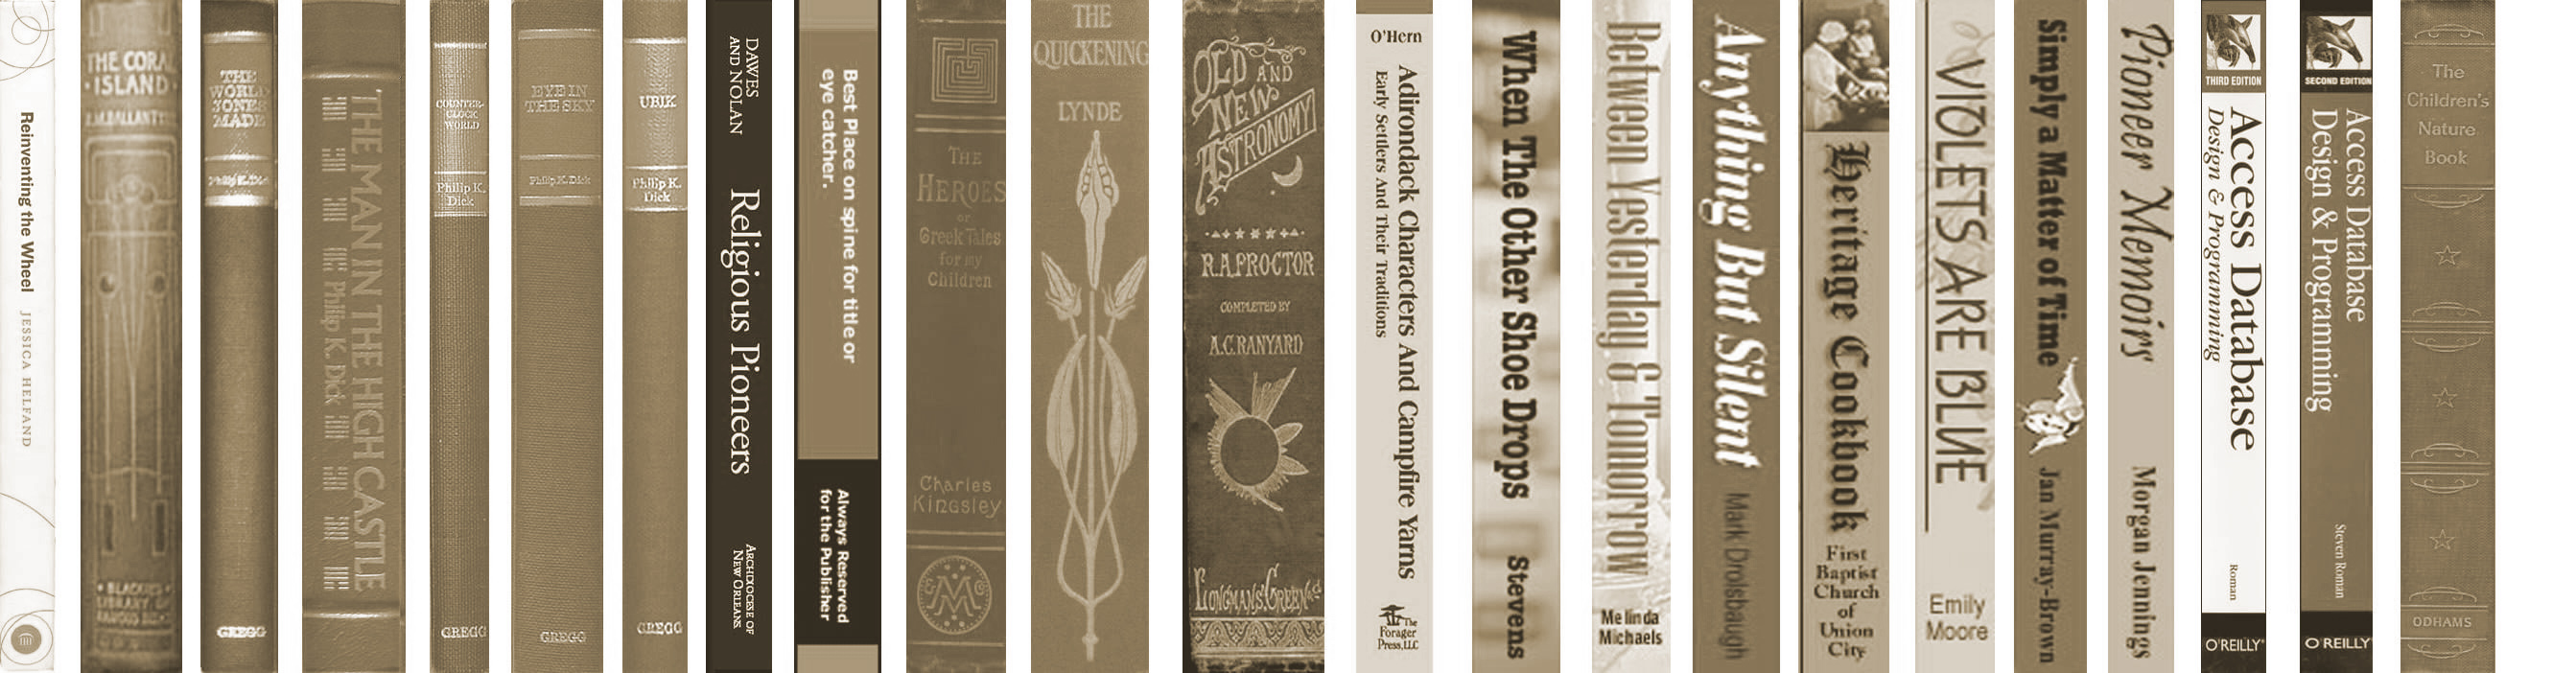 Reinventing the Wheel
JESSICA HELFAND
THE CORAL
·ISLAND·
R.M.BALLANTYNE
THE
WORLD
JONES
MADE
Philip K. Dick
GREGG
THE MAN IN THE HIGH CASTLE
Philip K. Dick
COUNTER-
CLOCK
WORLD
Philip K.
Dick
GREGG
EYE IN
THE SKY
Philip K. Dick
GREGG
UBIK
Philip K.
Dick
GREGG
DAWES
AND NOLAN
Religious Pioneers
ARCHDIOCESE OF
NEW ORLEANS
Best Place on spine for title or
eye catcher.
Always Reserved
for the Publisher
THE
HEROES
or
Greek Tales
for my
Children
Charles
Kingsley
THE
QUICKENING
LYNDE
OLD AND
NEW
ASTRONOMY
R.A.PROCTOR
COMPLETED BY
A.C.RANYARD
LONGMANS, GREEN & Co
O'Hern
Adirondack Characters And Campfire Yarns
Early Settlers And Their Traditions
The
Forager
Press, LLC
When The Other Shoe Drops
Stevens
Between Yesterday & Tomorrow
Melinda
Michaels
Anything But Silent
Mark Drolsbaugh
Heritage Cookbook
First
Baptist
Church
of
Union
City
VIOLETS ARE BLUE
Emily
Moore
Simply a Matter of Time
Jan Murray-Brown
Pioneer Memoirs
Morgan Jennings
THIRD EDITION
Access Database
Design & Programming
Roman
O'REILLY®
SECOND EDITION
Access Database
Design & Programming
Steven Roman
O'REILLY®
The
Children's
Nature
Book
ODHAMS